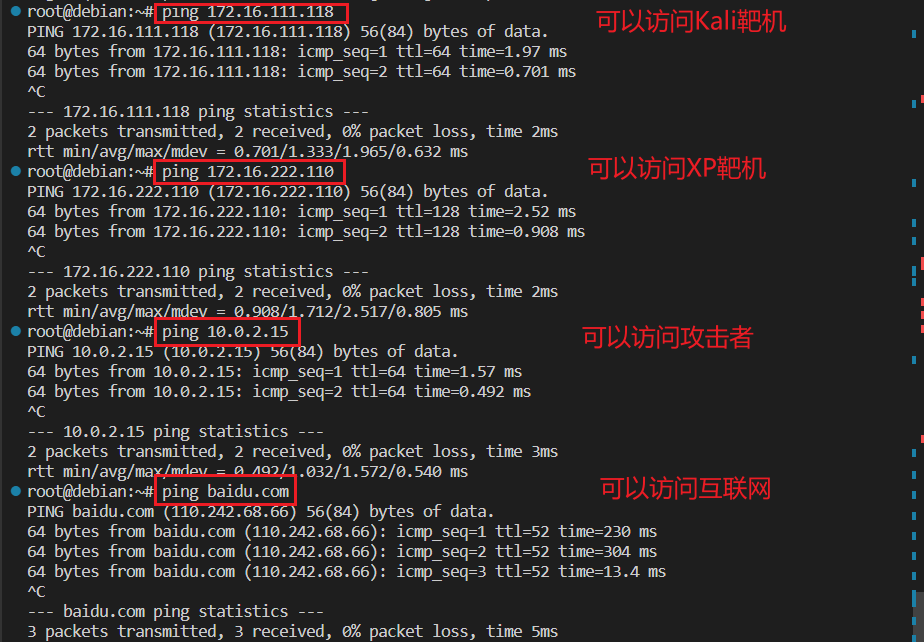 root@debian:~# ping 172.16.111.118
可以访问Kali靶机
PING 172.16.111.118 (172.16.111.118) 56(84) bytes of data.
64 bytes from 172.16.111.118: icmp_seq=1 ttl=64 time=1.97 ms
64 bytes from 172.16.111.118: icmp_seq=2 ttl=64 time=0.701 ms
^C
--- 172.16.111.118 ping statistics ---
2 packets transmitted, 2 received, 0% packet loss, time 2ms
rtt min/avg/max/mdev = 0.701/1.333/1.965/0.632 ms
root@debian:~# ping 172.16.222.110
可以访问XP靶机
PING 172.16.222.110 (172.16.222.110) 56(84) bytes of data.
64 bytes from 172.16.222.110: icmp_seq=1 ttl=128 time=2.52 ms
64 bytes from 172.16.222.110: icmp_seq=2 ttl=128 time=0.908 ms
^C
--- 172.16.222.110 ping statistics ---
2 packets transmitted, 2 received, 0% packet loss, time 2ms
rtt min/avg/max/mdev = 0.908/1.712/2.517/0.805 ms
root@debian:~# ping 10.0.2.15
可以访问攻击者
PING 10.0.2.15 (10.0.2.15) 56(84) bytes of data.
64 bytes from 10.0.2.15: icmp_seq=1 ttl=64 time=1.57 ms
64 bytes from 10.0.2.15: icmp_seq=2 ttl=64 time=0.492 ms
^C
--- 10.0.2.15 ping statistics ---
2 packets transmitted, 2 received, 0% packet loss, time 3ms
rtt min/avg/max/mdev = 0.492/1.032/1.572/0.540 ms
root@debian:~# ping baidu.com
可以访问互联网
PING baidu.com (110.242.68.66) 56(84) bytes of data.
64 bytes from baidu.com (110.242.68.66): icmp_seq=1 ttl=52 time=230 ms
64 bytes from baidu.com (110.242.68.66): icmp_seq=2 ttl=52 time=304 ms
64 bytes from baidu.com (110.242.68.66): icmp_seq=3 ttl=52 time=13.4 ms
^C
--- baidu.com ping statistics ---
3 packets transmitted, 3 received, 0% packet loss, time 5ms